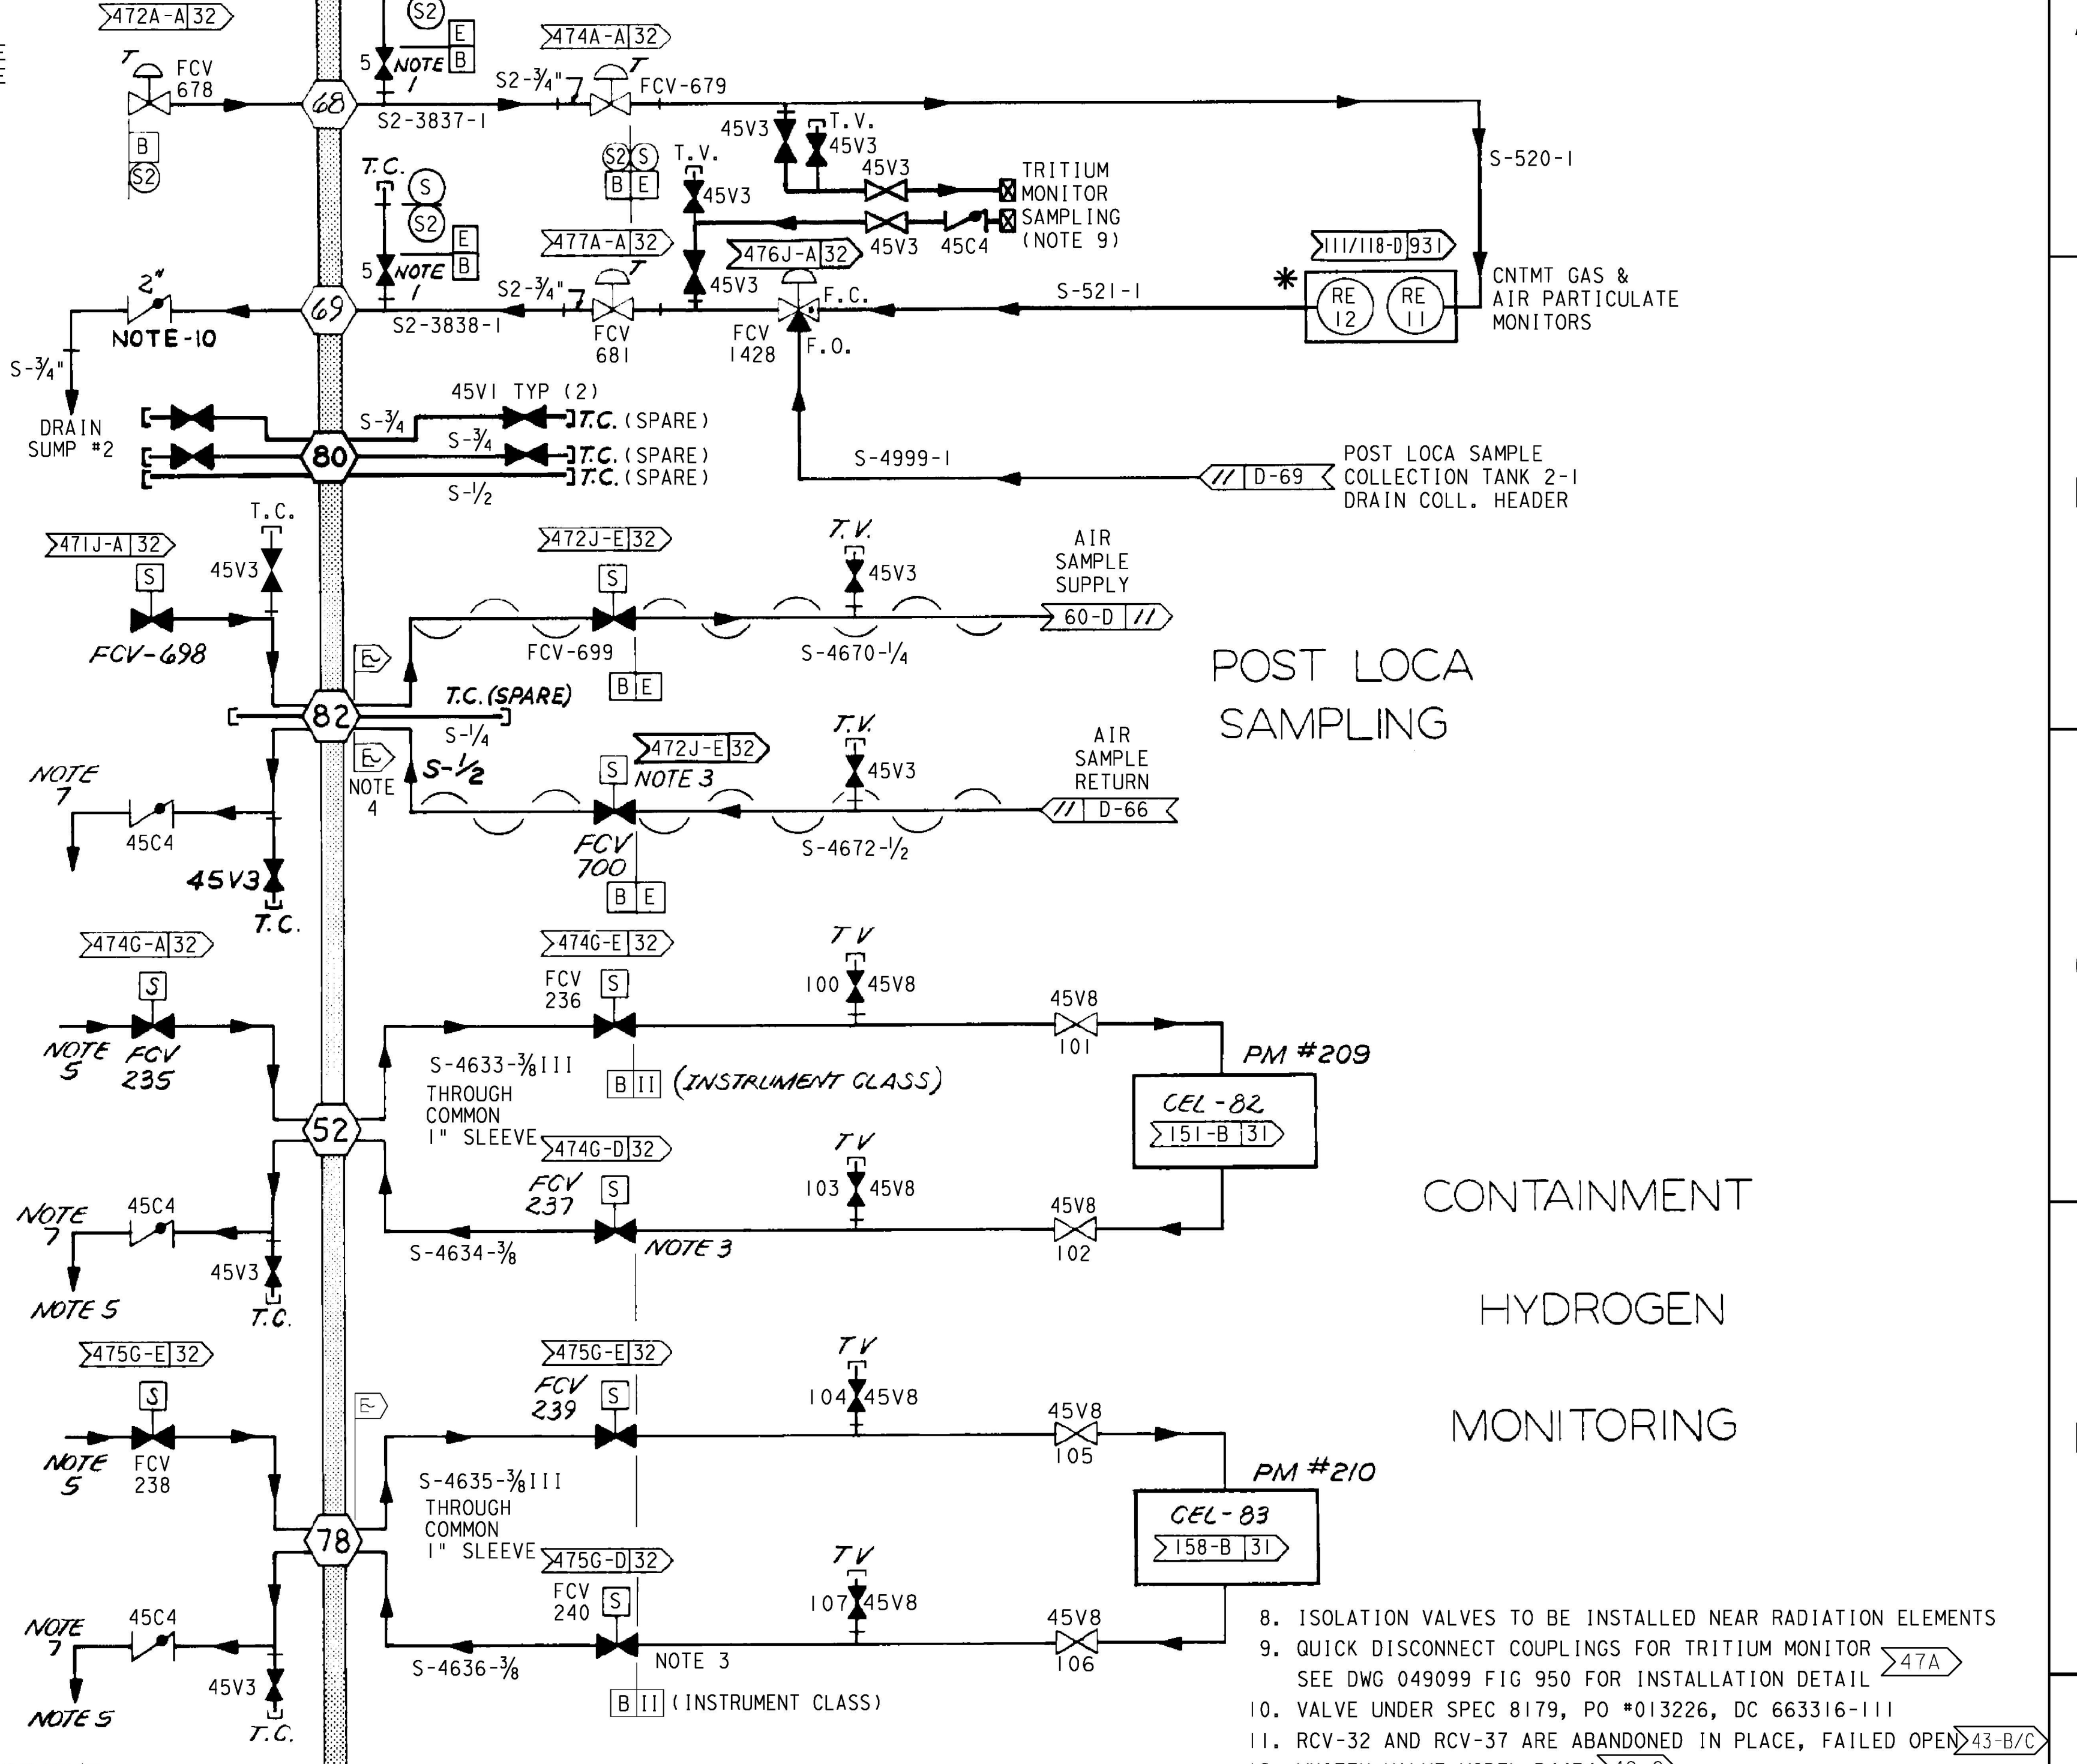 472A-A 32
S2
E
B
474A-A 32
T
FCV
678
5
NOTE
1
S2-3/4"
7
T
FCV-679
68
S2-3837-1
B
S2
45V3
T.V.
45V3
S-520-1
T.C.
S
S2
S2 S
B E
T.V.
45V3
45V3
TRITIUM
MONITOR
SAMPLING
(NOTE 9)
45V3
45C4
E
B
477A-A 32
476J-A 32
111/118-D 931
2"
5
NOTE
1
S2-3/4"
7
T
45V3
F.C.
S-521-1
*
RE
12
RE
11
CNTMT GAS &
AIR PARTICULATE
MONITORS
69
NOTE-10
S2-3838-1
FCV
681
FCV
1428
F.O.
S-3/4"
DRAIN
SUMP #2
45V1 TYP (2)
S-3/4
T.C. (SPARE)
80
S-3/4
T.C. (SPARE)
T.C. (SPARE)
S-1/2
S-4999-1
// D-69
POST LOCA SAMPLE
COLLECTION TANK 2-1
DRAIN COLL. HEADER
T.C.
471J-A 32
472J-E 32
T.V.
AIR
SAMPLE
SUPPLY
S
45V3
S
45V3
60-D //
FCV-698
FCV-699
S-4670-1/4
E
B E
POST LOCA
SAMPLING
82
T.C. (SPARE)
S-1/4
E
NOTE
4
S-1/2
472J-E 32
S
NOTE 3
T.V.
45V3
AIR
SAMPLE
RETURN
// D-66
NOTE
7
45C4
FCV
700
S-4672-1/2
45V3
T.C.
B E
474G-A 32
474G-E 32
TV
S
FCV
236
S
100
45V8
45V8
101
NOTE
5
FCV
235
S-4633-3/8III
THROUGH
COMMON
1" SLEEVE
B II (INSTRUMENT CLASS)
PM #209
CEL-82
151-B 31
52
474G-D 32
TV
FCV
237
S
103
45V8
45V8
102
CONTAINMENT
HYDROGEN
MONITORING
NOTE
7
45C4
S-4634-3/8
NOTE 3
45V3
NOTE 5
T.C.
475G-E 32
475G-E 32
TV
S
FCV
239
S
104
45V8
45V8
105
E
NOTE
5
FCV
238
S-4635-3/8III
THROUGH
COMMON
1" SLEEVE
PM #210
CEL-83
158-B 31
78
475G-D 32
TV
FCV
240
S
107
45V8
45V8
106
NOTE
7
45C4
S-4636-3/8
NOTE 3
45V3
NOTE 5
T.C.
B II (INSTRUMENT CLASS)
8. ISOLATION VALVES TO BE INSTALLED NEAR RADIATION ELEMENTS
9. QUICK DISCONNECT COUPLINGS FOR TRITIUM MONITOR 47A
SEE DWG 049099 FIG 950 FOR INSTALLATION DETAIL
10. VALVE UNDER SPEC 8179, PO #013226, DC 663316-111
11. RCV-32 AND RCV-37 ARE ABANDONED IN PLACE, FAILED OPEN 43-B/C